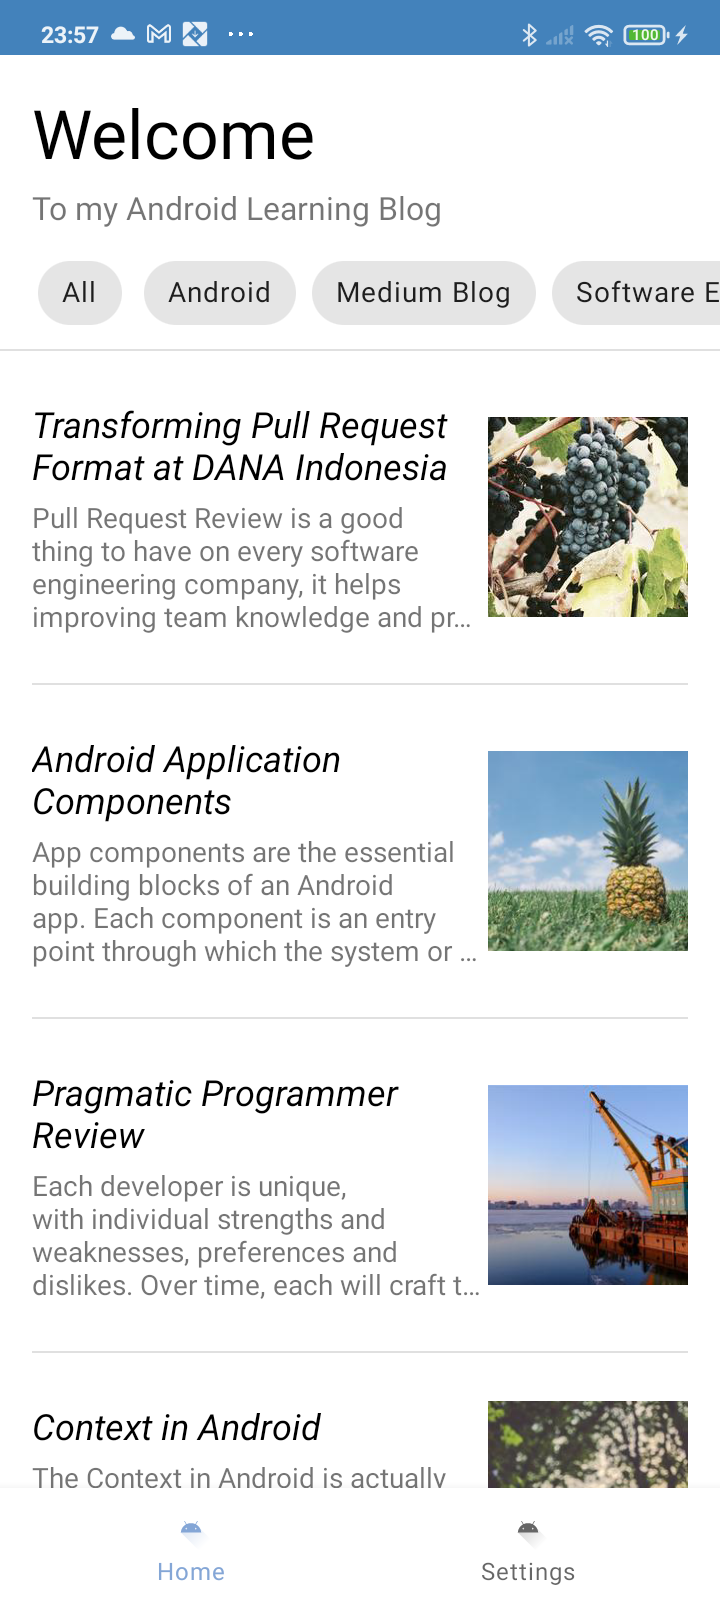 23:57
100
Welcome
To my Android Learning Blog
All
Android
Medium Blog
Software E
Transforming Pull Request
Format at DANA Indonesia
Pull Request Review is a good
thing to have on every software
engineering company, it helps
improving team knowledge and pr…
Android Application
Components
App components are the essential
building blocks of an Android
app. Each component is an entry
point through which the system or …
Pragmatic Programmer
Review
Each developer is unique,
with individual strengths and
weaknesses, preferences and
dislikes. Over time, each will craft t…
Context in Android
The Context in Android is actually
Home
Settings